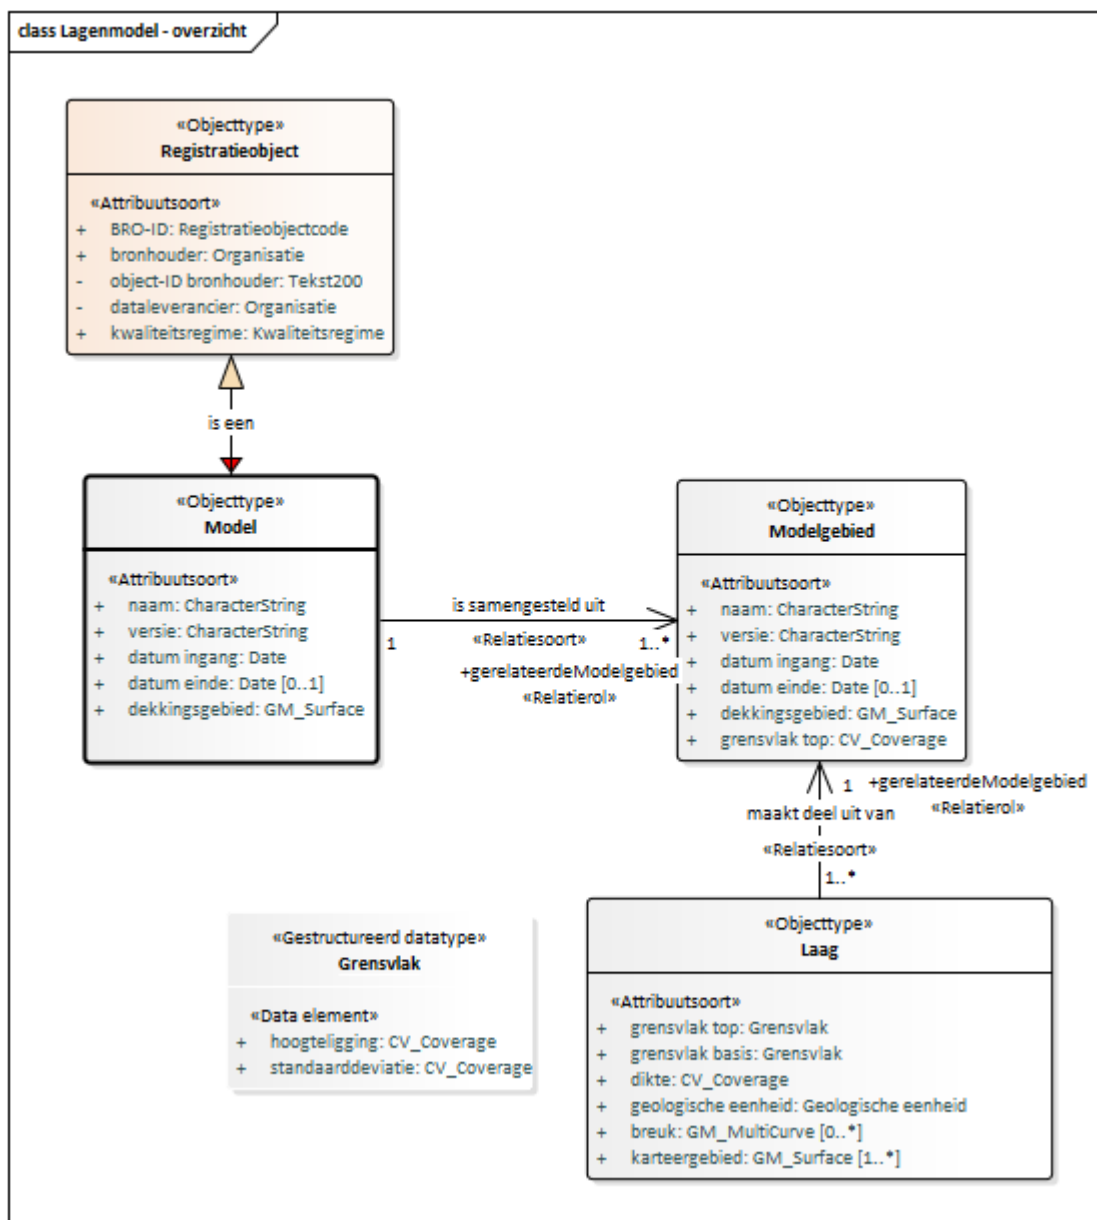 class Lagenmodel - overzicht
«Objecttype»
Registratieobject
«Attribuutsoort»
+ BRO-ID: Registratieobjectcode
+ bronhouder: Organisatie
- object-ID bronhouder: Tekst200
- dataleverancier: Organisatie
+ kwaliteitsregime: Kwaliteitsregime
is een
«Objecttype»
Model
«Attribuutsoort»
+ naam: CharacterString
+ versie: CharacterString
+ datum ingang: Date
+ datum einde: Date [0..1]
+ dekkingsgebied: GM_Surface
is samengesteld uit
1
«Relatiesoort»
1..*
+gerelateerdeModelgebied
«Relatierol»
«Objecttype»
Modelgebied
«Attribuutsoort»
+ naam: CharacterString
+ versie: CharacterString
+ datum ingang: Date
+ datum einde: Date [0..1]
+ dekkingsgebied: GM_Surface
+ grensvlak top: CV_Coverage
1
+gerelateerdeModelgebied
«Relatierol»
maakt deel uit van
«Relatiesoort»
1..*
«Gestructureerd datatype»
Grensvlak
«Data element»
+ hoogteligging: CV_Coverage
+ standaarddeviatie: CV_Coverage
«Objecttype»
Laag
«Attribuutsoort»
+ grensvlak top: Grensvlak
+ grensvlak basis: Grensvlak
+ dikte: CV_Coverage
+ geologische eenheid: Geologische eenheid
+ breuk: GM_MultiCurve [0..*]
+ karteergebied: GM_Surface [1..*]